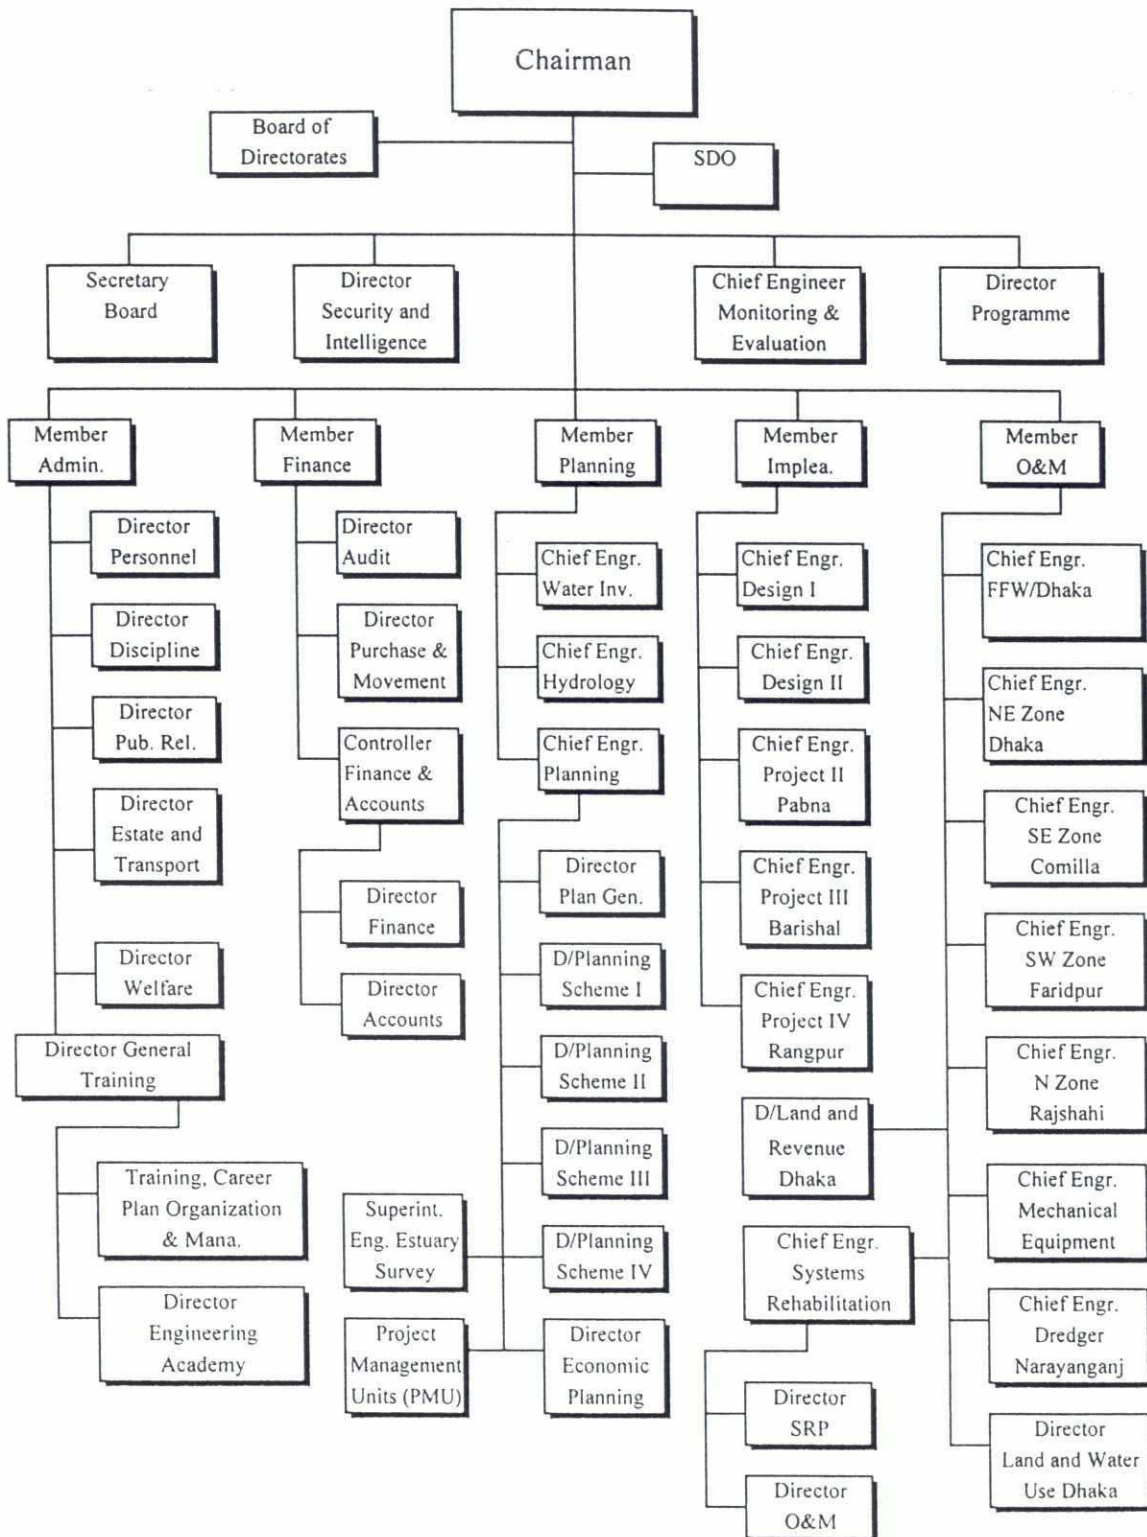 Chairman
Board of
Directorates
SDO
Secretary
Board
Director
Security and
Intelligence
Chief Engineer
Monitoring &
Evaluation
Director
Programme
Member
Admin.
Member
Finance
Member
Planning
Member
Implea.
Member
O&M
Director
Personnel
Director
Discipline
Director
Pub. Rel.
Director
Estate and
Transport
Director
Welfare
Director General
Training
Training, Career
Plan Organization
& Mana.
Director
Engineering
Academy
Director
Audit
Director
Purchase &
Movement
Controller
Finance &
Accounts
Director
Finance
Director
Accounts
Chief Engr.
Water Inv.
Chief Engr.
Hydrology
Chief Engr.
Planning
Director
Plan Gen.
D/Planning
Scheme I
D/Planning
Scheme II
D/Planning
Scheme III
Superint.
Eng. Estuary
Survey
D/Planning
Scheme IV
Project
Management
Units (PMU)
Director
Economic
Planning
Chief Engr.
Design I
Chief Engr.
Design II
Chief Engr.
Project II
Pabna
Chief Engr.
Project III
Barishal
Chief Engr.
Project IV
Rangpur
Chief Engr.
FFW/Dhaka
Chief Engr.
NE Zone
Dhaka
Chief Engr.
SE Zone
Comilla
Chief Engr.
SW Zone
Faridpur
Chief Engr.
N Zone
Rajshahi
D/Land and
Revenue
Dhaka
Chief Engr.
Mechanical
Equipment
Chief Engr.
Systems
Rehabilitation
Director
SRP
Director
O&M
Chief Engr.
Dredger
Narayanganj
Director
Land and Water
Use Dhaka